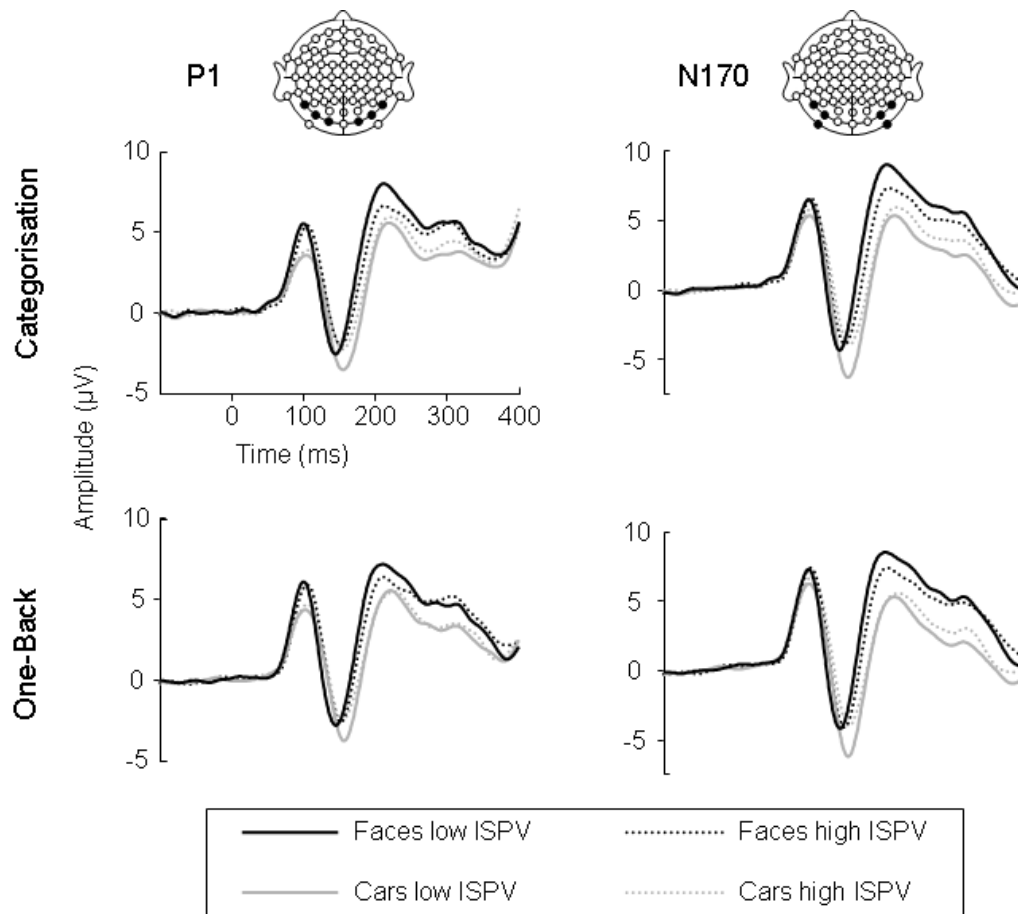 P1
N170
Categorisation
Amplitude (µV)
10
5
0
-5
0 100 200 300 400
Time (ms)
10
5
0
-5
One-Back
10
5
0
-5
10
5
0
-5
Faces low ISPV
Faces high ISPV
Cars low ISPV
Cars high ISPV